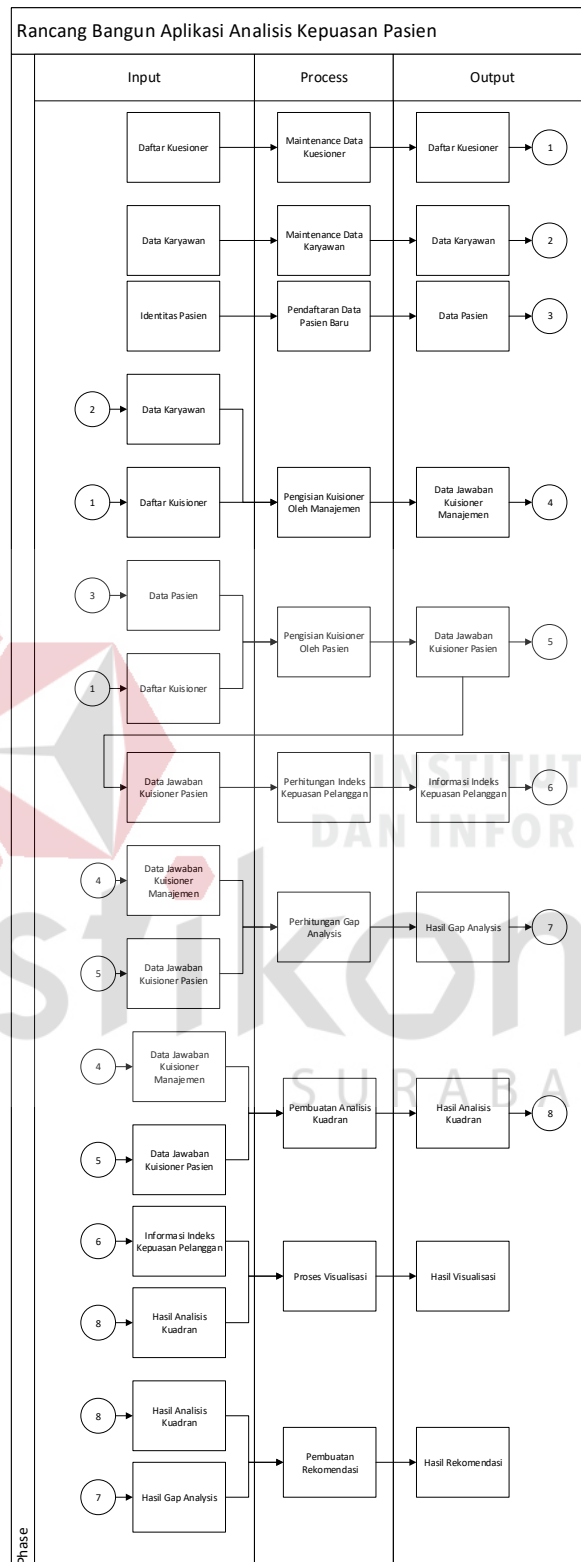 Rancang Bangun Aplikasi Analisis Kepuasan Pasien
Input
Process
Output
Daftar Kuesioner
Maintenance Data
Kuesioner
Daftar Kuesioner
1
Data Karyawan
Maintenance Data
Karyawan
Data Karyawan
2
Identitas Pasien
Pendaftaran Data
Pasien Baru
Data Pasien
3
2
Data Karyawan
1
Daftar Kuisioner
Pengisian Kuisioner
Oleh Manajemen
Data Jawaban
Kuisioner
Manajemen
4
3
Data Pasien
Pengisian Kuisioner
Oleh Pasien
Data Jawaban
Kuisioner Pasien
5
1
Daftar Kuisioner
Data Jawaban
Kuisioner Pasien
Perhitungan Indeks
Kepuasan Pelanggan
Informasi Indeks
Kepuasan Pelanggan
6
INSTITUT
DAN INFOR
4
Data Jawaban
Kuisioner
Manajemen
Perhitungan Gap
Analysis
Hasil Gap Analysis
7
5
Data Jawaban
Kuisioner Pasien
stikom
SURABA
4
Data Jawaban
Kuisioner
Manajemen
Pembuatan Analisis
Kuadran
Hasil Analisis
Kuadran
8
5
Data Jawaban
Kuisioner Pasien
6
Informasi Indeks
Kepuasan Pelanggan
Proses Visualisasi
Hasil Visualisasi
8
Hasil Analisis
Kuadran
8
Hasil Analisis
Kuadran
Pembuatan
Rekomendasi
Hasil Rekomendasi
7
Hasil Gap Analysis
Phase